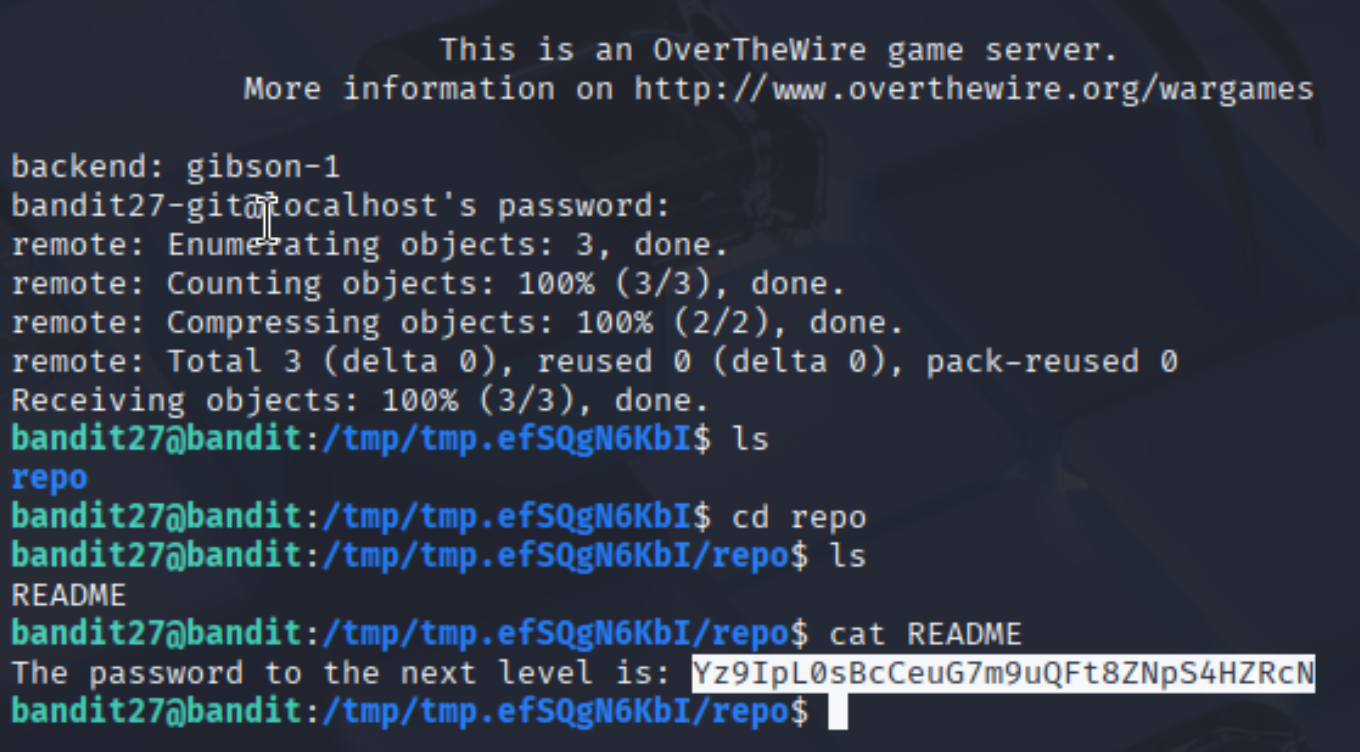 This is an OverTheWire game server.
More information on http://www.overthewire.org/wargames
backend: gibson-1
bandit27-git@localhost's password:
remote: Enumerating objects: 3, done.
remote: Counting objects: 100% (3/3), done.
remote: Compressing objects: 100% (2/2), done.
remote: Total 3 (delta 0), reused 0 (delta 0), pack-reused 0
Receiving objects: 100% (3/3), done.
bandit27@bandit:/tmp/tmp.efSQgN6KbI$ ls
repo
bandit27@bandit:/tmp/tmp.efSQgN6KbI$ cd repo
bandit27@bandit:/tmp/tmp.efSQgN6KbI/repo$ ls
README
bandit27@bandit:/tmp/tmp.efSQgN6KbI/repo$ cat README
The password to the next level is: Yz9IpL0sBcCeuG7m9uQFt8ZNpS4HZRcN
bandit27@bandit:/tmp/tmp.efSQgN6KbI/repo$